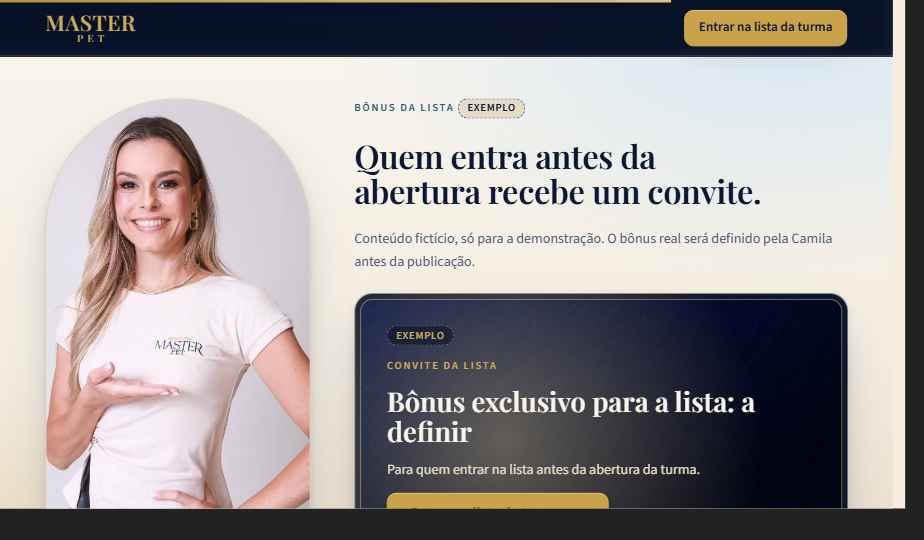 MASTER
PET
Entrar na lista da turma
BÔNUS DA LISTA EXEMPLO
Quem entra antes da
abertura recebe um convite.
Conteúdo fictício, só para a demonstração. O bônus real será definido pela Camila
antes da publicação.
MASTER
PET
EXEMPLO
CONVITE DA LISTA
Bônus exclusivo para a lista: a
definir
Para quem entrar na lista antes da abertura da turma.